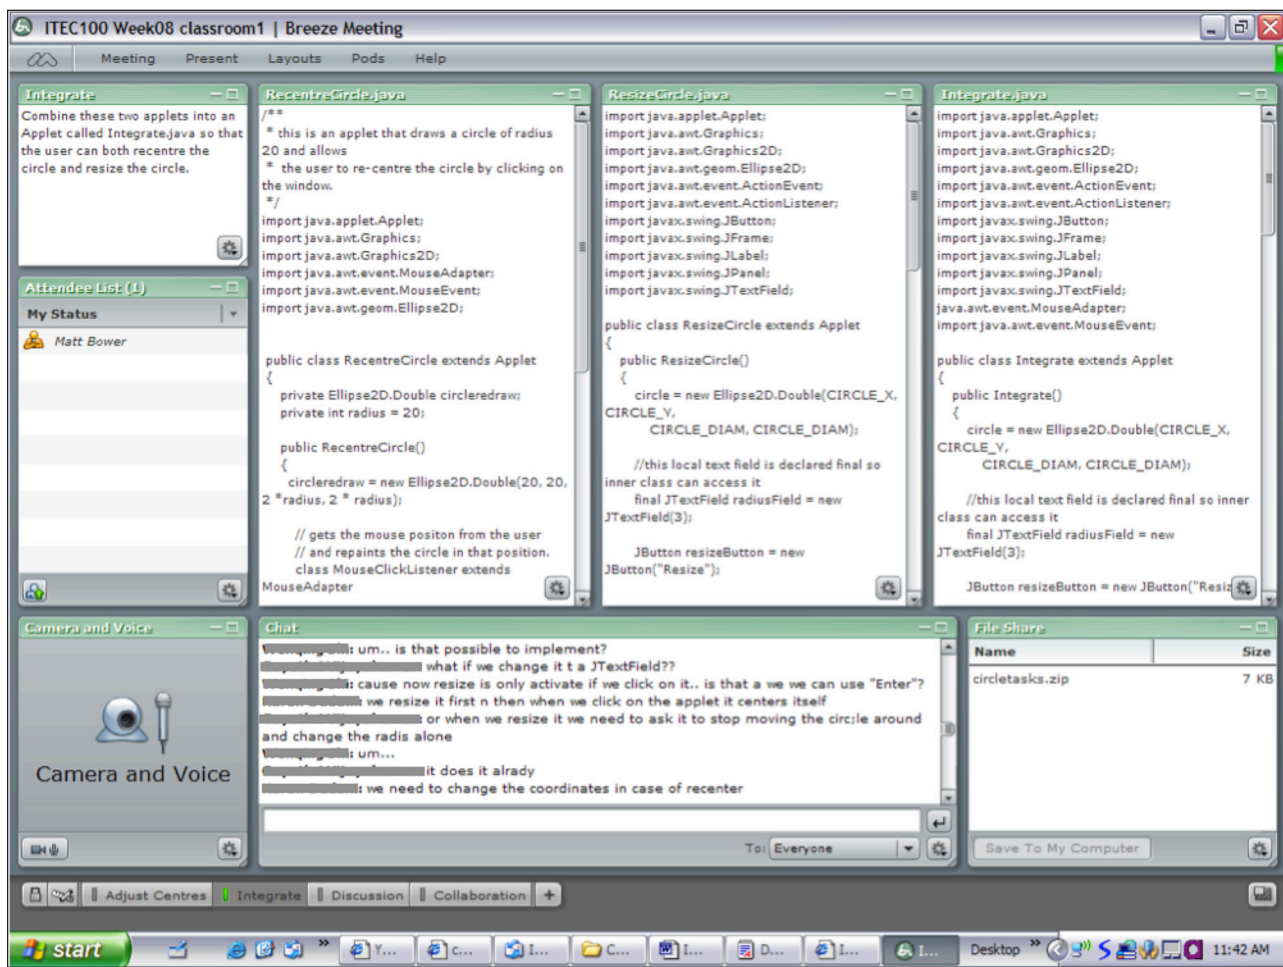 ITEC100 Week08 classroom1 | Breeze Meeting
Meeting Present Layouts Pods Help
Integrate
Combine these two applets into an
Applet called Integrate.java so that
the user can both recentre the
circle and resize the circle.
Attendee List (1)
My Status
Matt Bower
RecentreCircle.java
/**
* this is an applet that draws a circle of radius
20 and allows
* the user to re-centre the circle by clicking on
the window.
*/
import java.applet.Applet;
import java.awt.Graphics;
import java.awt.Graphics2D;
import java.awt.event.MouseAdapter;
import java.awt.event.MouseEvent;
import java.awt.geom.Ellipse2D;
public class RecentreCircle extends Applet
{
private Ellipse2D.Double circleredraw;
private int radius = 20;
public RecentreCircle()
{
circleredraw = new Ellipse2D.Double(20, 20,
2 *radius, 2 * radius);
// gets the mouse positon from the user
// and repaints the circle in that position.
class MouseClickListener extends
MouseAdapter
ResizeCircle.java
import java.applet.Applet;
import java.awt.Graphics;
import java.awt.Graphics2D;
import java.awt.geom.Ellipse2D;
import java.awt.event.ActionEvent;
import java.awt.event.ActionListener;
import javax.swing.JButton;
import javax.swing.JFrame;
import javax.swing.JLabel;
import javax.swing.JPanel;
import javax.swing.JTextField;
public class ResizeCircle extends Applet
{
public ResizeCircle()
{
circle = new Ellipse2D.Double(CIRCLE_X,
CIRCLE_Y,
CIRCLE_DIAM, CIRCLE_DIAM);
//this local text field is declared final so
inner class can access it
final JTextField radiusField = new
JTextField(3);
JButton resizeButton = new
JButton("Resize");
Integrate.java
import java.applet.Applet;
import java.awt.Graphics;
import java.awt.Graphics2D;
import java.awt.geom.Ellipse2D;
import java.awt.event.ActionEvent;
import java.awt.event.ActionListener;
import javax.swing.JButton;
import javax.swing.JFrame;
import javax.swing.JLabel;
import javax.swing.JPanel;
import javax.swing.JTextField;
java.awt.event.MouseAdapter;
import java.awt.event.MouseEvent;
public class Integrate extends Applet
{
public Integrate()
{
circle = new Ellipse2D.Double(CIRCLE_X,
CIRCLE_Y,
CIRCLE_DIAM, CIRCLE_DIAM);
//this local text field is declared final so inner
class can access it
final JTextField radiusField = new
JTextField(3);
JButton resizeButton = new JButton("Resiz
Camera and Voice
Camera and Voice
Chat
: um.. is that possible to implement?
what if we change it t a JTextField??
: cause now resize is only activate if we click on it.. is that a we we can use "Enter"?
: we resize it first n then when we click on the applet it centers itself
: or when we resize it we need to ask it to stop moving the circ;le around
and change the radis alone
: um...
it does it alrady
: we need to change the coordinates in case of recenter
To: Everyone
File Share
Name Size
circletasks.zip 7 KB
Save To My Computer
Adjust Centres Integrate Discussion Collaboration +
start » Y... c... I... C... I... D... I... I... Desktop » 11:42 AM